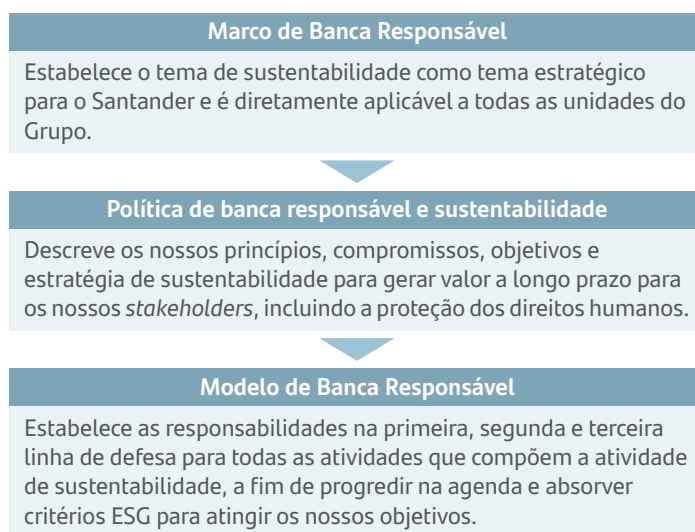 Marco de Banca Responsável
Estabelece o tema de sustentabilidade como tema estratégico
para o Santander e é diretamente aplicável a todas as unidades do
Grupo.
Política de banca responsável e sustentabilidade
Descreve os nossos princípios, compromissos, objetivos e
estratégia de sustentabilidade para gerar valor a longo prazo para
os nossos stakeholders, incluindo a proteção dos direitos humanos.
Modelo de Banca Responsável
Estabelece as responsabilidades na primeira, segunda e terceira
linha de defesa para todas as atividades que compõem a atividade
de sustentabilidade, a fim de progredir na agenda e absorver
critérios ESG para atingir os nossos objetivos.